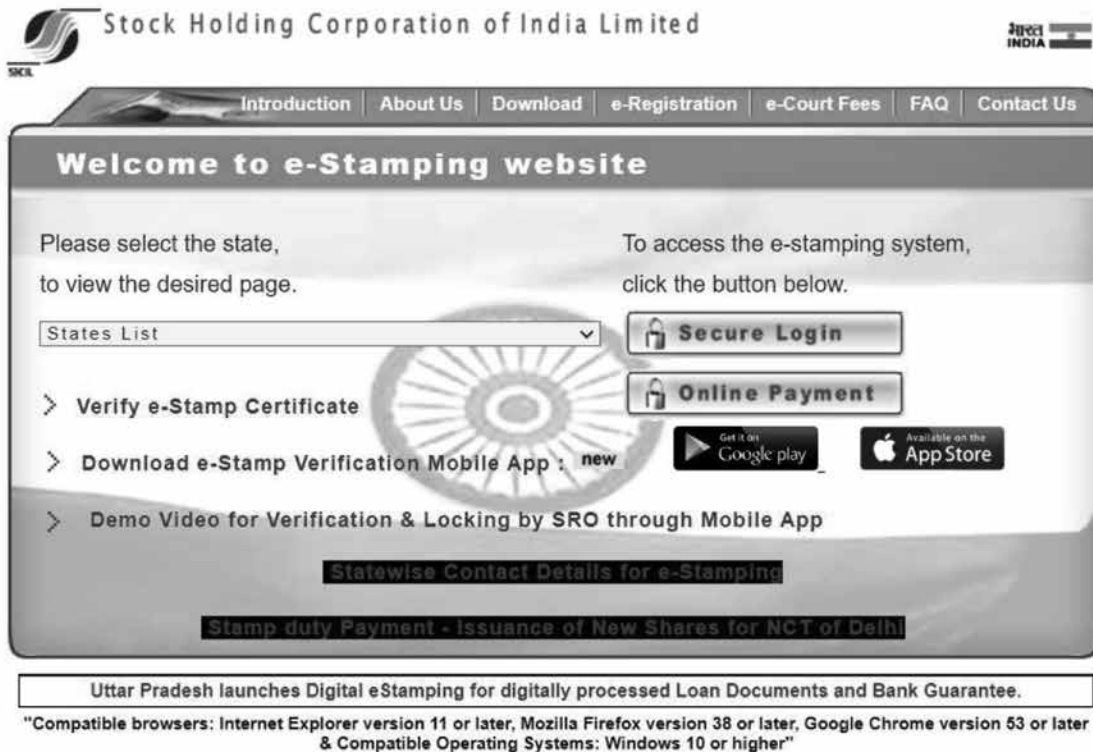 Stock Holding Corporation of India Limited
SHCIL
भारत
INDIA
Introduction About Us Download e-Registration e-Court Fees FAQ Contact Us
Welcome to e-Stamping website
Please select the state,
to view the desired page.
To access the e-stamping system,
click the button below.
States List
Secure Login
Online Payment
Verify e-Stamp Certificate
Download e-Stamp Verification Mobile App : new
Get it on
Google play
Available on the
App Store
Demo Video for Verification & Locking by SRO through Mobile App
Statewise Contact Details for e-Stamping
Stamp duty Payment - Issuance of New Shares for NCT of Delhi
Uttar Pradesh launches Digital eStamping for digitally processed Loan Documents and Bank Guarantee.
"Compatible browsers: Internet Explorer version 11 or later, Mozilla Firefox version 38 or later, Google Chrome version 53 or later
& Compatible Operating Systems: Windows 10 or higher"